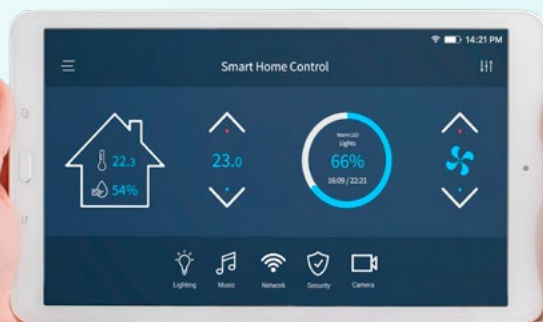 14:21 PM
Smart Home Control
22.3
54%
23.0
Warm LED
Lights
66%
16:09 / 22:21
Lighting
Music
Network
Security
Camera